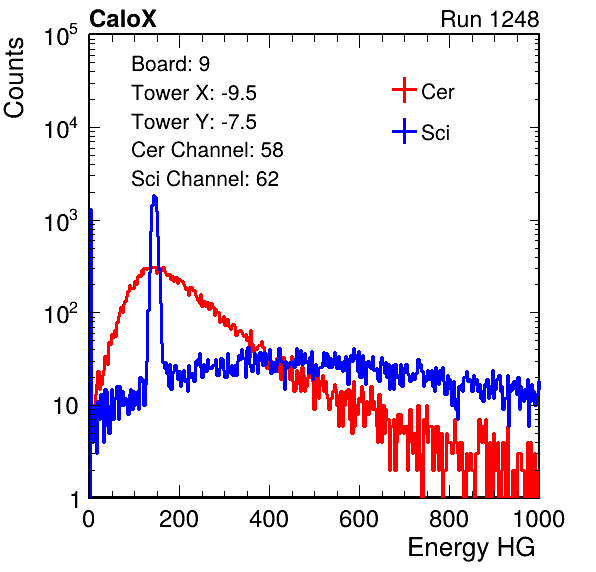 CaloX Run 1248
Counts
10^5
10^4
10^3
10^2
10
1
Board: 9
Tower X: -9.5
Tower Y: -7.5
Cer Channel: 58
Sci Channel: 62
Cer
Sci
0 200 400 600 800 1000
Energy HG